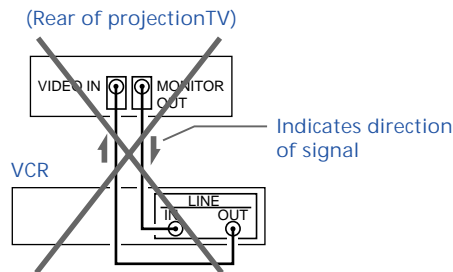 (Rear of projectionTV)
VIDEO IN
MONITOR
OUT
Indicates direction
of signal
VCR
LINE
IN
OUT